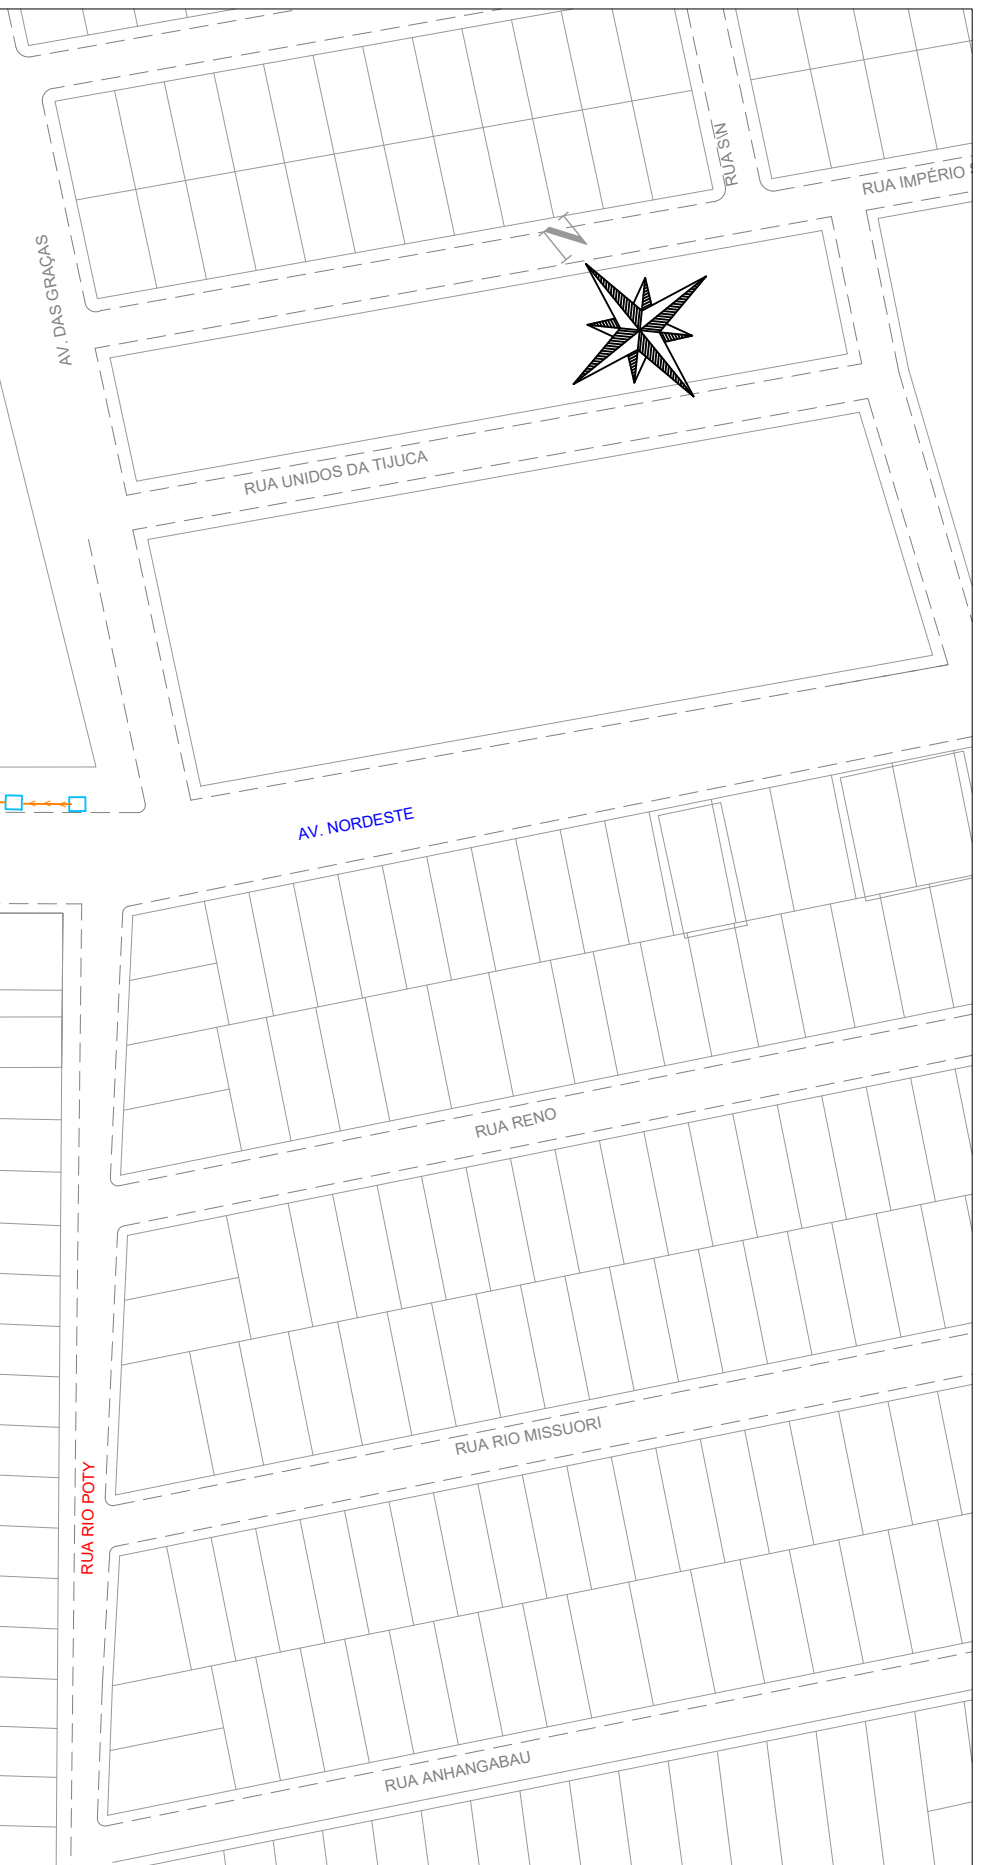 RUA S\N
RUA IMPÉRIO
AV. DAS GRAÇAS
N
RUA UNIDOS DA TIJUCA
AV. NORDESTE
RUA RENO
RUA RIO MISSUORI
RUA RIO POTY
RUA ANHANGABAU